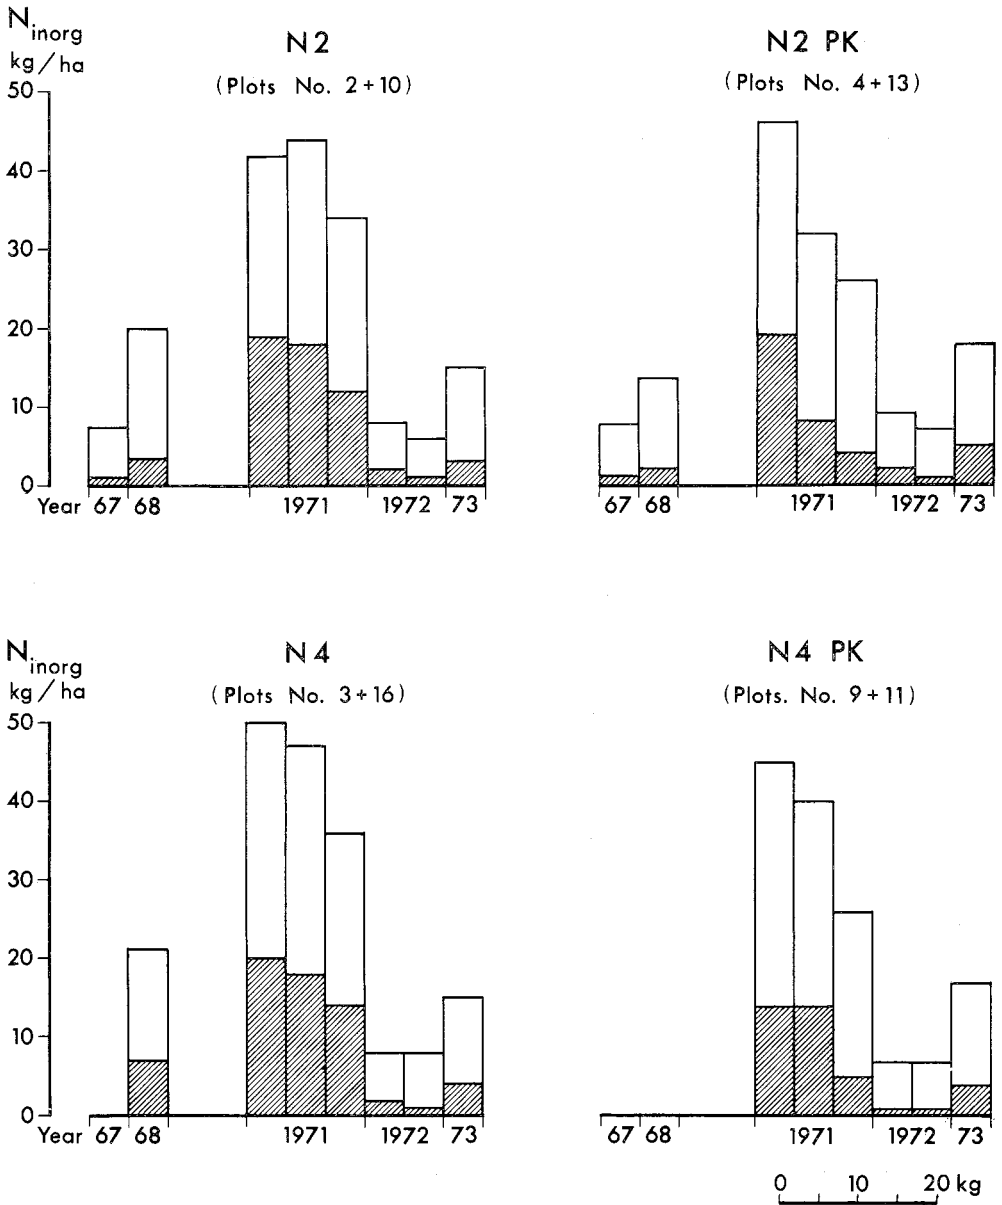 N inorg
kg/ha
N2
(Plots No. 2+10)
50
40
30
20
10
0
Year 67 68 1971 1972 73
N2 PK
(Plots No. 4+13)
67 68 1971 1972 73
N inorg
kg/ha
N4
(Plots No. 3+16)
50
40
30
20
10
0
Year 67 68 1971 1972 73
N4 PK
(Plots. No. 9+11)
67 68 1971 1972 73
0 10 20 kg